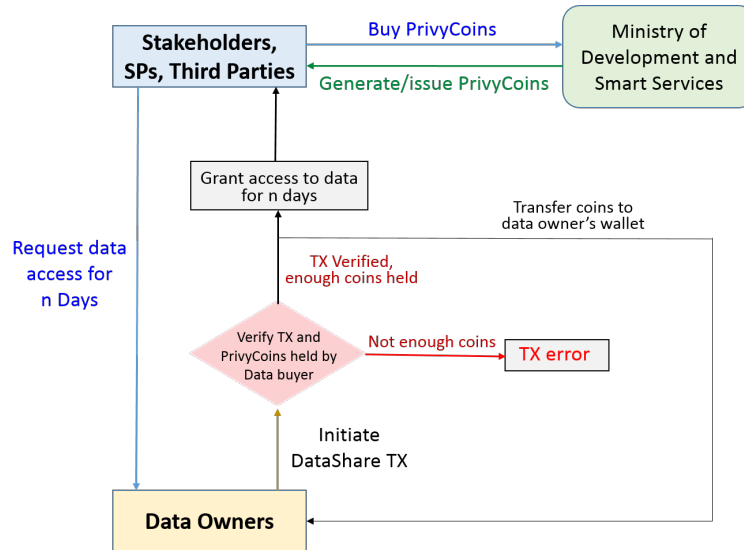 Stakeholders,
SPs, Third Parties
Buy PrivyCoins
Generate/issue PrivyCoins
Ministry of
Development and
Smart Services
Grant access to data
for n days
Transfer coins to
data owner’s wallet
Request data
access for
n Days
TX Verified,
enough coins held
Verify TX and
PrivyCoins held by
Data buyer
Not enough coins
TX error
Initiate
DataShare TX
Data Owners